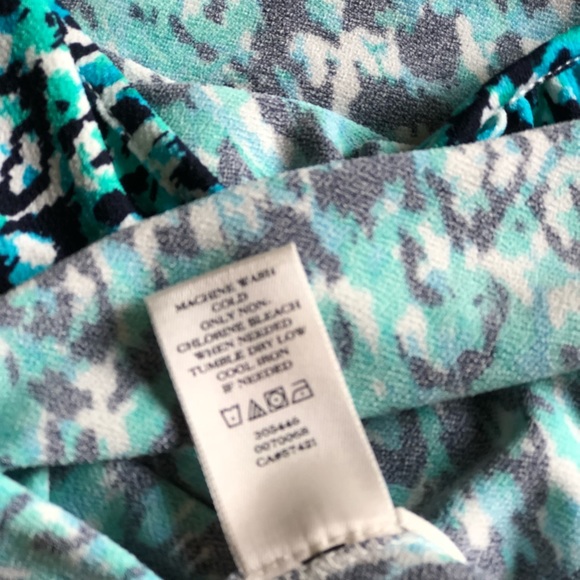 MACHINE WASH
COLD
ONLY NON-
CHLORINE BLEACH
WHEN NEEDED
TUMBLE DRY LOW
COOL IRON
IF NEEDED
305446
0070068
CA#57421